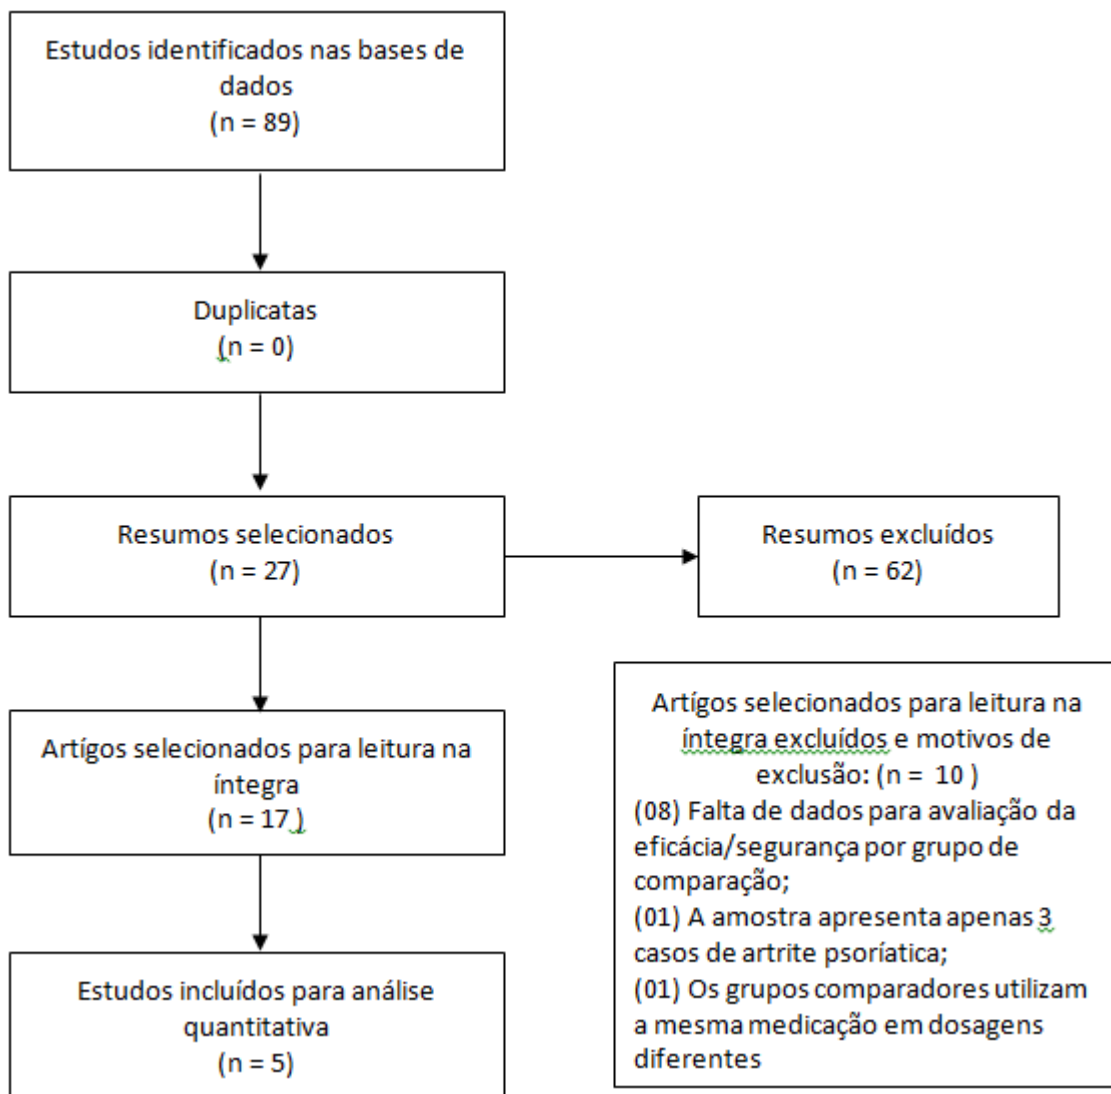 Estudos identificados nas bases de
dados
(n = 89)
Duplicatas
(n = 0)
Resumos selecionados
(n = 27)
Resumos excluídos
(n = 62)
Artígos selecionados para leitura na
íntegra
(n = 17 )
Artígos selecionados para leitura na
íntegra excluídos e motivos de
exclusão: (n =  10 )
(08) Falta de dados para avaliação da
eficácia/segurança por grupo de
comparação;
(01) A amostra apresenta apenas 3
casos de artrite psoríatica;
(01) Os grupos comparadores utilizam
a mesma medicação em dosagens
diferentes
Estudos incluídos para análise
quantitativa
(n = 5)